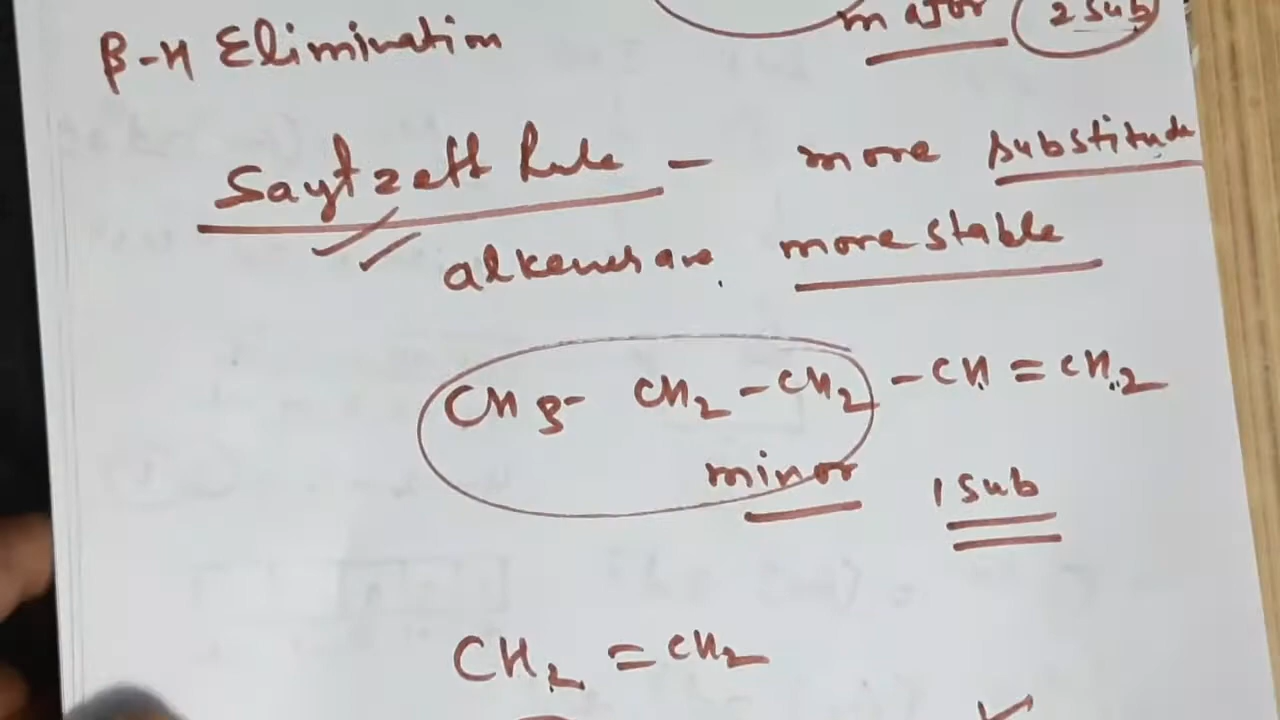 major 2 sub
β-H Elimination
Saytzeff Rule - more substitude
alkenes are more stable
CH3- CH2-CH2 -CH=CH2
minor 1 sub
CH2=CH2